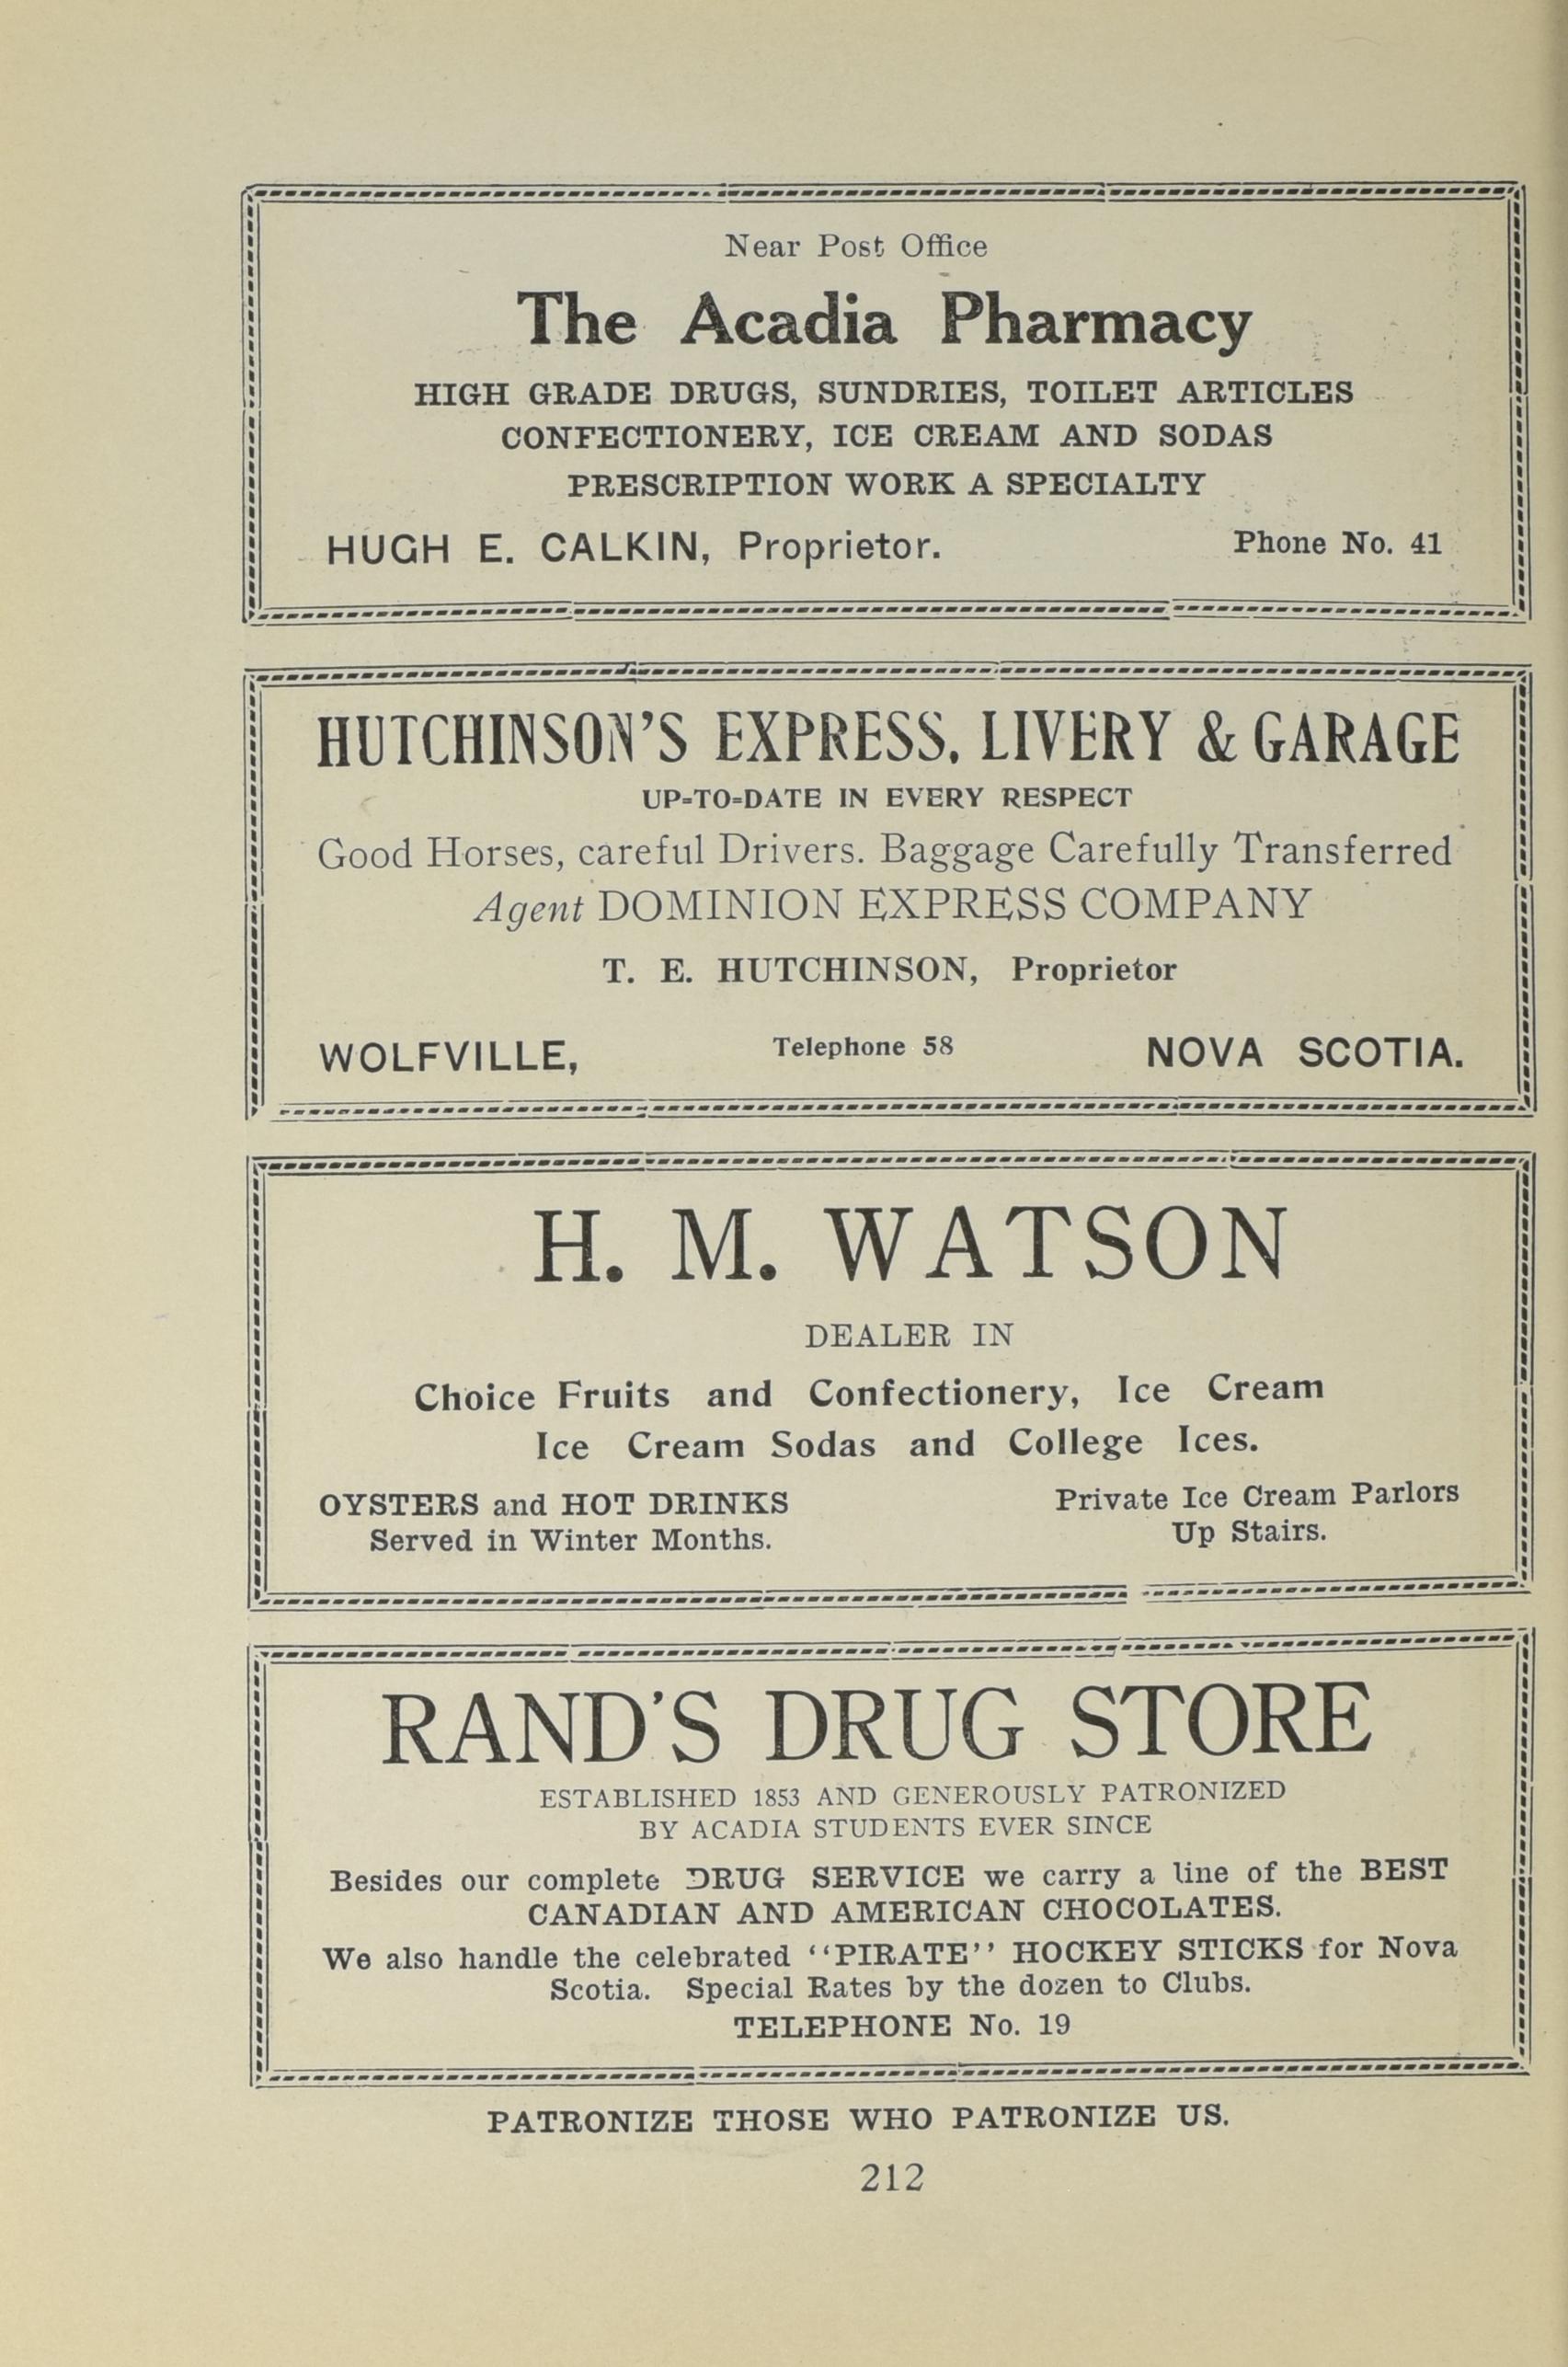 Near Post Office
The Acadia Pharmacy
HIGH GRADE DRUGS, SUNDRIES, TOILET ARTICLES
CONFECTIONERY, ICE CREAM AND SODAS
PRESCRIPTION WORK A SPECIALTY
HUGH E. CALKIN, Proprietor. Phone No. 41
HUTCHINSON'S EXPRESS. LIVERY & GARAGE
UP=TO=DATE IN EVERY RESPECT
Good Horses, careful Drivers. Baggage Carefully Transferred
Agent DOMINION EXPRESS COMPANY
T. E. HUTCHINSON, Proprietor
WOLFVILLE, Telephone 58 NOVA SCOTIA.
H. M. WATSON
DEALER IN
Choice Fruits and Confectionery, Ice Cream
Ice Cream Sodas and College Ices.
OYSTERS and HOT DRINKS
Served in Winter Months.
Private Ice Cream Parlors
Up Stairs.
RAND'S DRUG STORE
ESTABLISHED 1853 AND GENEROUSLY PATRONIZED
BY ACADIA STUDENTS EVER SINCE
Besides our complete DRUG SERVICE we carry a line of the BEST
CANADIAN AND AMERICAN CHOCOLATES.
We also handle the celebrated ''PIRATE'' HOCKEY STICKS for Nova
Scotia. Special Rates by the dozen to Clubs.
TELEPHONE No. 19
PATRONIZE THOSE WHO PATRONIZE US.
212